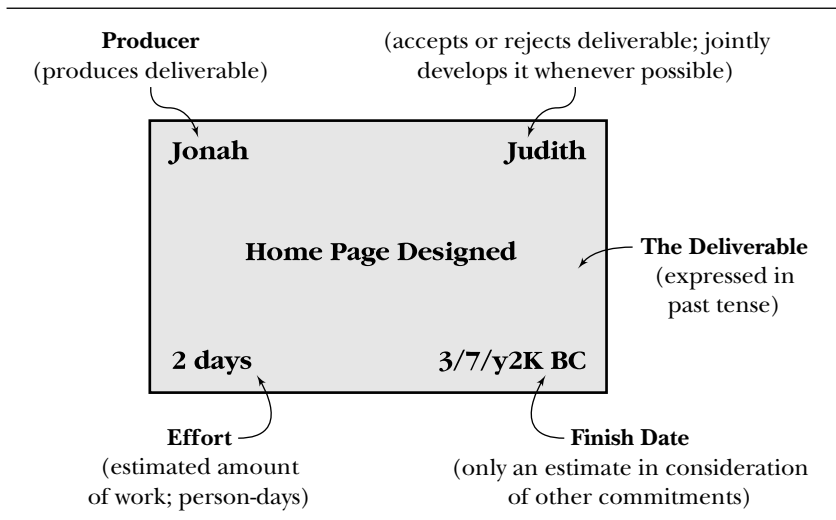 Producer
(produces deliverable)
(accepts or rejects deliverable; jointly
develops it whenever possible)
Jonah
Judith
Home Page Designed
The Deliverable
(expressed in
past tense)
2 days
3/7/y2K BC
Effort
(estimated amount
of work; person-days)
Finish Date
(only an estimate in consideration
of other commitments)